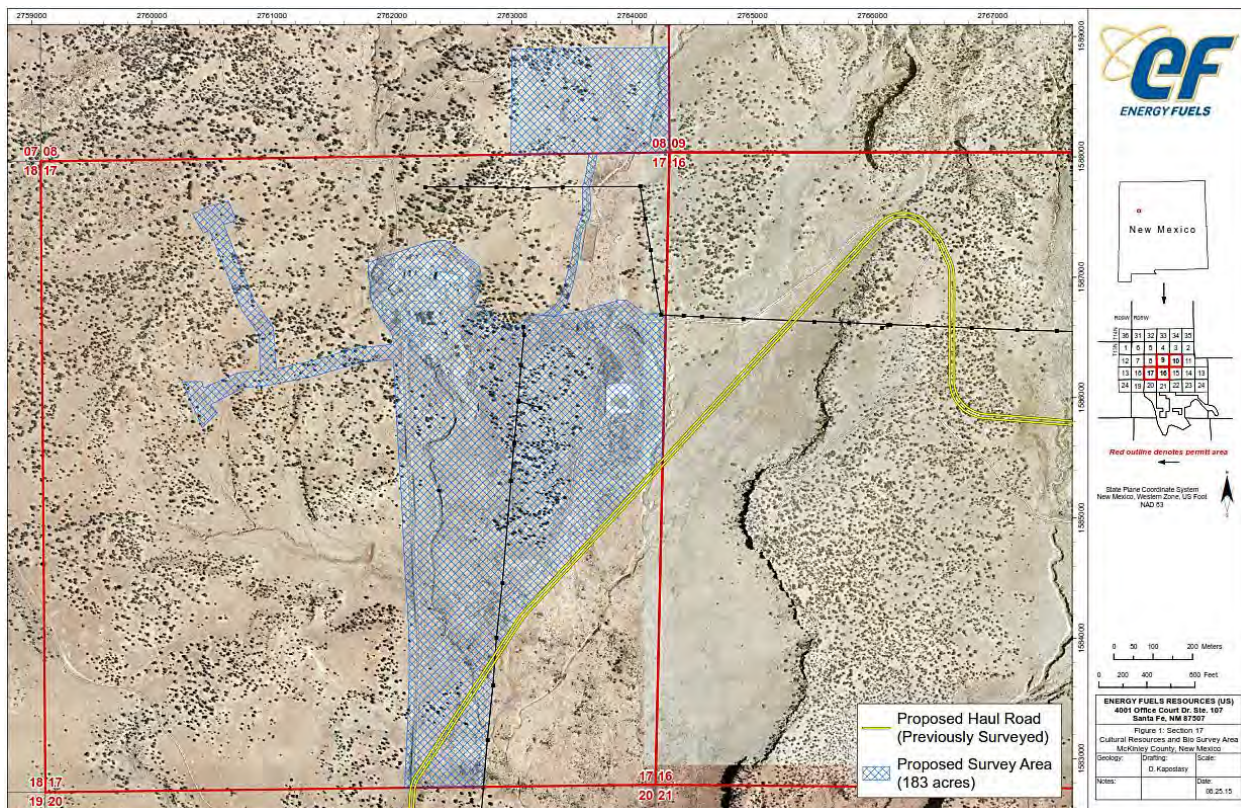 2759000 2760000 2761000 2762000 2763000 2764000 2765000 2766000 2767000
1589000
1588000
1587000
1586000
1585000
1584000
1583000
07 08
18 17
08 09
17 16
18 17
19 20
17 16
20 21
Proposed Haul Road
(Previously Surveyed)
Proposed Survey Area
(183 acres)
eF
ENERGY FUELS
New Mexico
R09W R08W
36 31 32 33 34 35
1 6 5 4 3 2
12 7 8 9 10 11
13 18 17 16 15 14 13
24 19 20 21 22 23 24
Red outline denotes permit area
State Plane Coordinate System
New Mexico, Western Zone, US Foot
NAD 83
0 50 100 200 Meters
0 200 400 800 Feet
ENERGY FUELS RESOURCES (US)
4001 Office Court Dr. Ste. 107
Santa Fe, NM 87507
Figure 1: Section 17
Cultural Resources and Bio Survey Area
McKinley County, New Mexico
Geology: Drafting: Scale:
D. Kapostasy
Notes: Date:
08.25.15